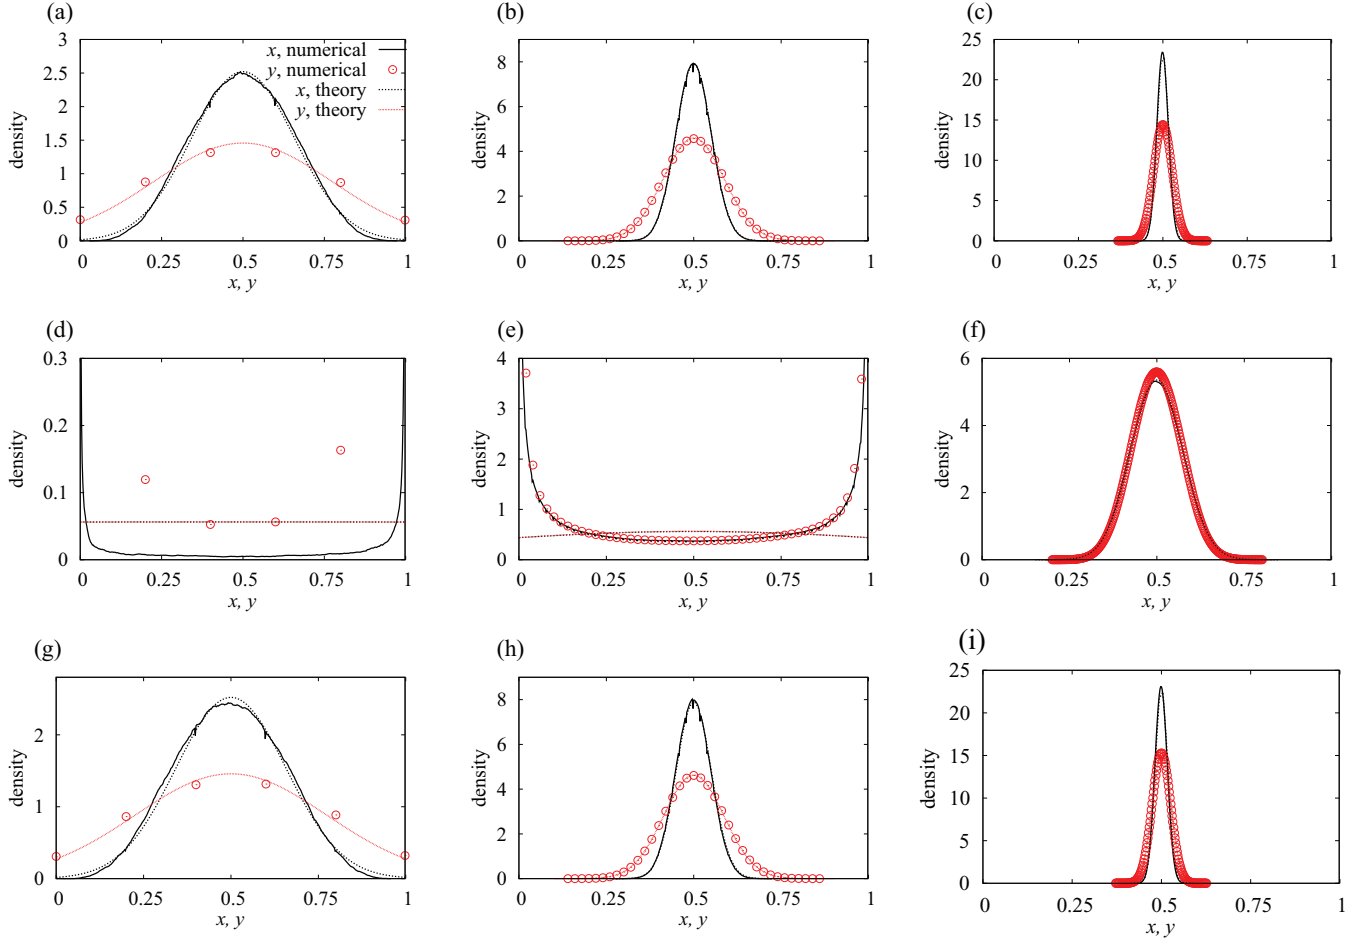 (a)
3
2.5
2
1.5
1
0.5
0
density
x, numerical
y, numerical
x, theory
y, theory
0 0.25 0.5 0.75 1
x, y
(b)
8
6
4
2
0
density
0 0.25 0.5 0.75 1
x, y
(c)
25
20
15
10
5
0
density
0 0.25 0.5 0.75 1
x, y
(d)
0.3
0.2
0.1
0
density
0 0.25 0.5 0.75 1
x, y
(e)
4
3
2
1
0
density
0 0.25 0.5 0.75 1
x, y
(f)
6
4
2
0
density
0 0.25 0.5 0.75 1
x, y
(g)
2
1
0
density
0 0.25 0.5 0.75 1
x, y
(h)
8
6
4
2
0
density
0 0.25 0.5 0.75 1
x, y
(i)
25
20
15
10
5
0
density
0 0.25 0.5 0.75 1
x, y